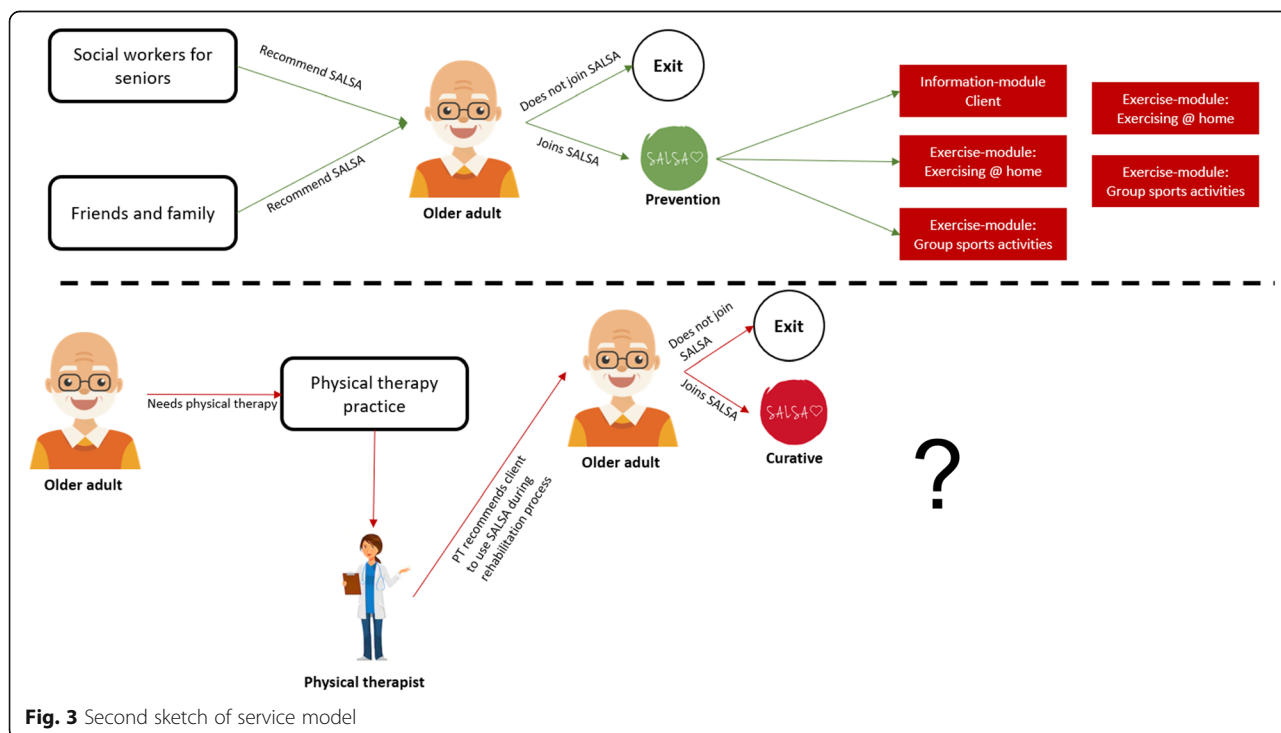 Social workers for
seniors
Recommend SALSA
Friends and family
Recommend SALSA
Older adult
Does not join SALSA
Exit
Joins SALSA
SALSA
Prevention
Information-module
Client
Exercise-module:
Exercising @ home
Exercise-module:
Group sports activities
Exercise-module:
Exercising @ home
Exercise-module:
Group sports activities
Older adult
Needs physical therapy
Physical therapy
practice
Physical therapist
PT recommends client
to use SALSA during
rehabilitation process
Older adult
Does not join
SALSA
Exit
Joins SALSA
SALSA
Curative
?
Fig. 3 Second sketch of service model